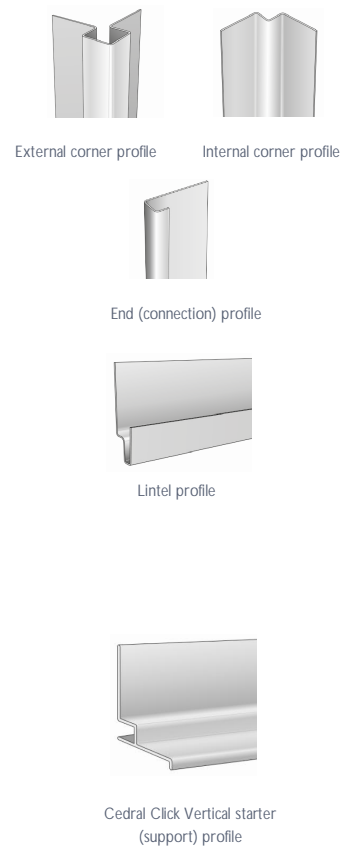 External corner profile
Internal corner profile
End (connection) profile
Lintel profile
Cedral Click Vertical starter
(support) profile